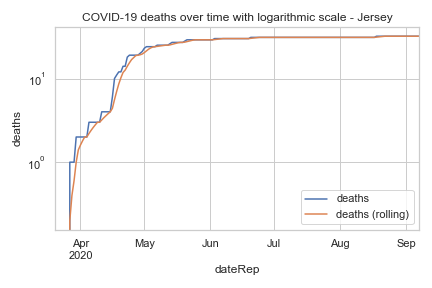 COVID-19 deaths over time with logarithmic scale - Jersey
deaths
10¹
10⁰
deaths
deaths (rolling)
Apr
2020
May
Jun
Jul
Aug
Sep
dateRep